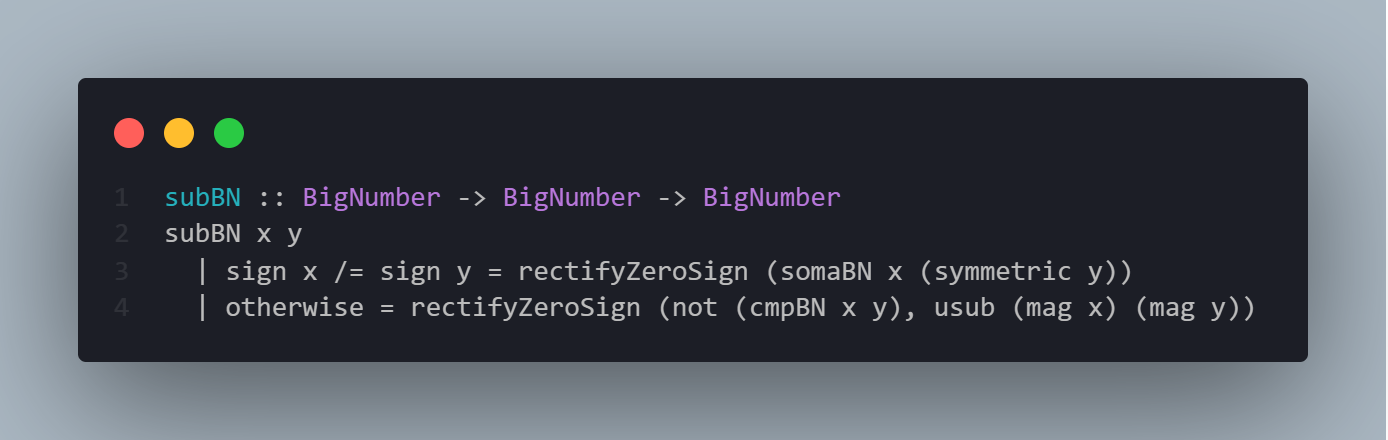 1 subBN :: BigNumber -> BigNumber -> BigNumber
2 subBN x y
3   | sign x /= sign y = rectifyZeroSign (somaBN x (symmetric y))
4   | otherwise = rectifyZeroSign (not (cmpBN x y), usub (mag x) (mag y))